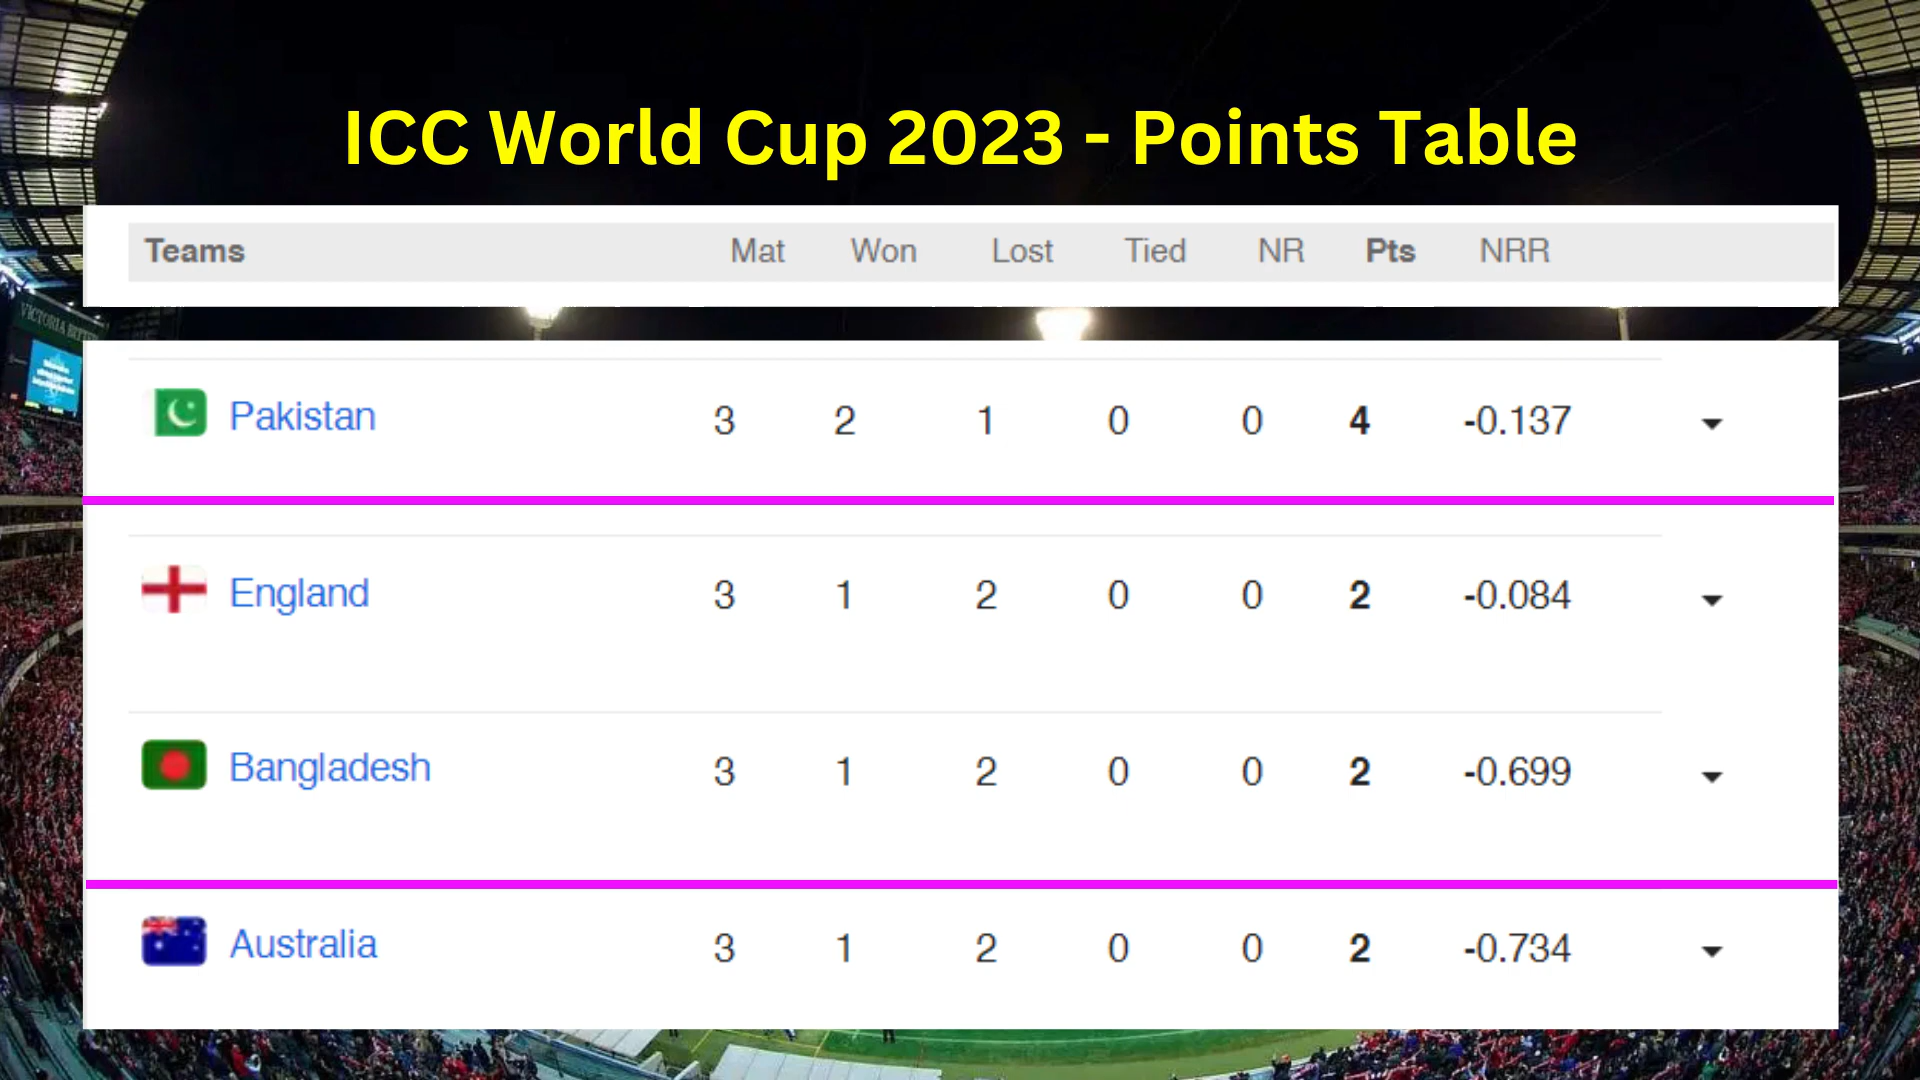 ICC World Cup 2023 - Points Table
Teams Mat Won Lost Tied NR Pts NRR
VICTORIA BITTER
Pakistan 3 2 1 0 0 4 -0.137
England 3 1 2 0 0 2 -0.084
Bangladesh 3 1 2 0 0 2 -0.699
Australia 3 1 2 0 0 2 -0.734